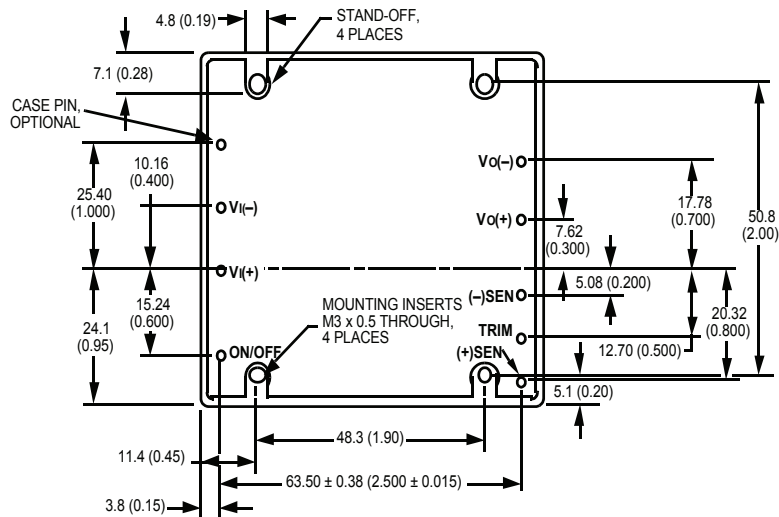 4.8 (0.19)
STAND-OFF,
4 PLACES
7.1 (0.28)
CASE PIN,
OPTIONAL
10.16
(0.400)
25.40
(1.000)
VI(–)
VI(+)
15.24
(0.600)
24.1
(0.95)
ON/OFF
MOUNTING INSERTS
M3 x 0.5 THROUGH,
4 PLACES
VO(–)
VO(+)
7.62
(0.300)
17.78
(0.700)
50.8
(2.00)
5.08 (0.200)
(–)SEN
TRIM
(+)SEN
20.32
(0.800)
12.70 (0.500)
5.1 (0.20)
48.3 (1.90)
11.4 (0.45)
63.50 ± 0.38 (2.500 ± 0.015)
3.8 (0.15)